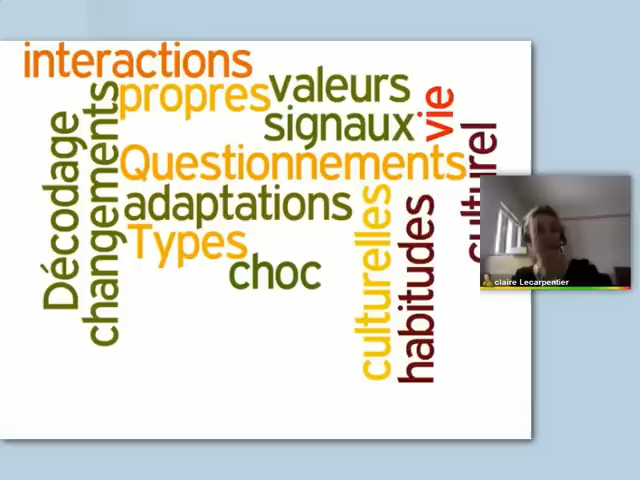 interactions
propres
valeurs
signaux
vie
Décodage
changements
Questionnements
culturel
adaptations
Types
choc
culturelles
habitudes
claire Lecarpentier